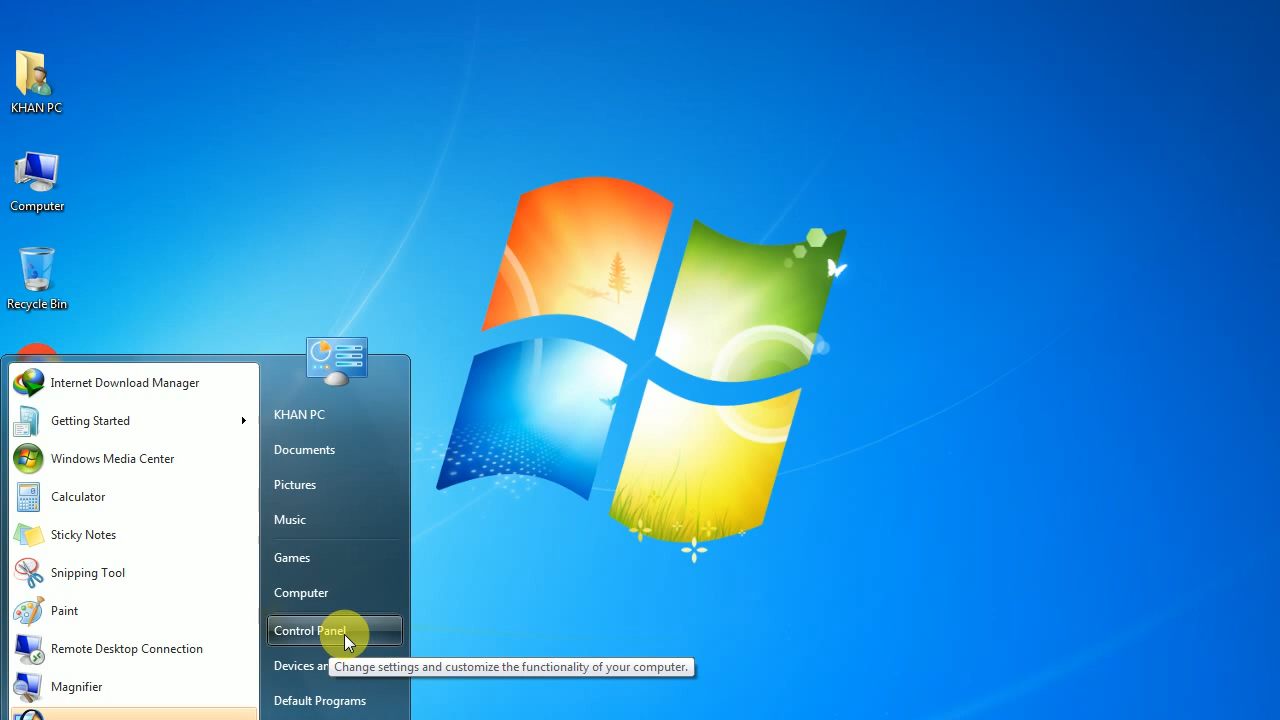 KHAN PC
Computer
Recycle Bin
Internet Download Manager
Getting Started
Windows Media Center
Calculator
Sticky Notes
Snipping Tool
Paint
Remote Desktop Connection
Magnifier
KHAN PC
Documents
Pictures
Music
Games
Computer
Control Panel
Devices
Change settings and customize the functionality of your computer.
Default Programs